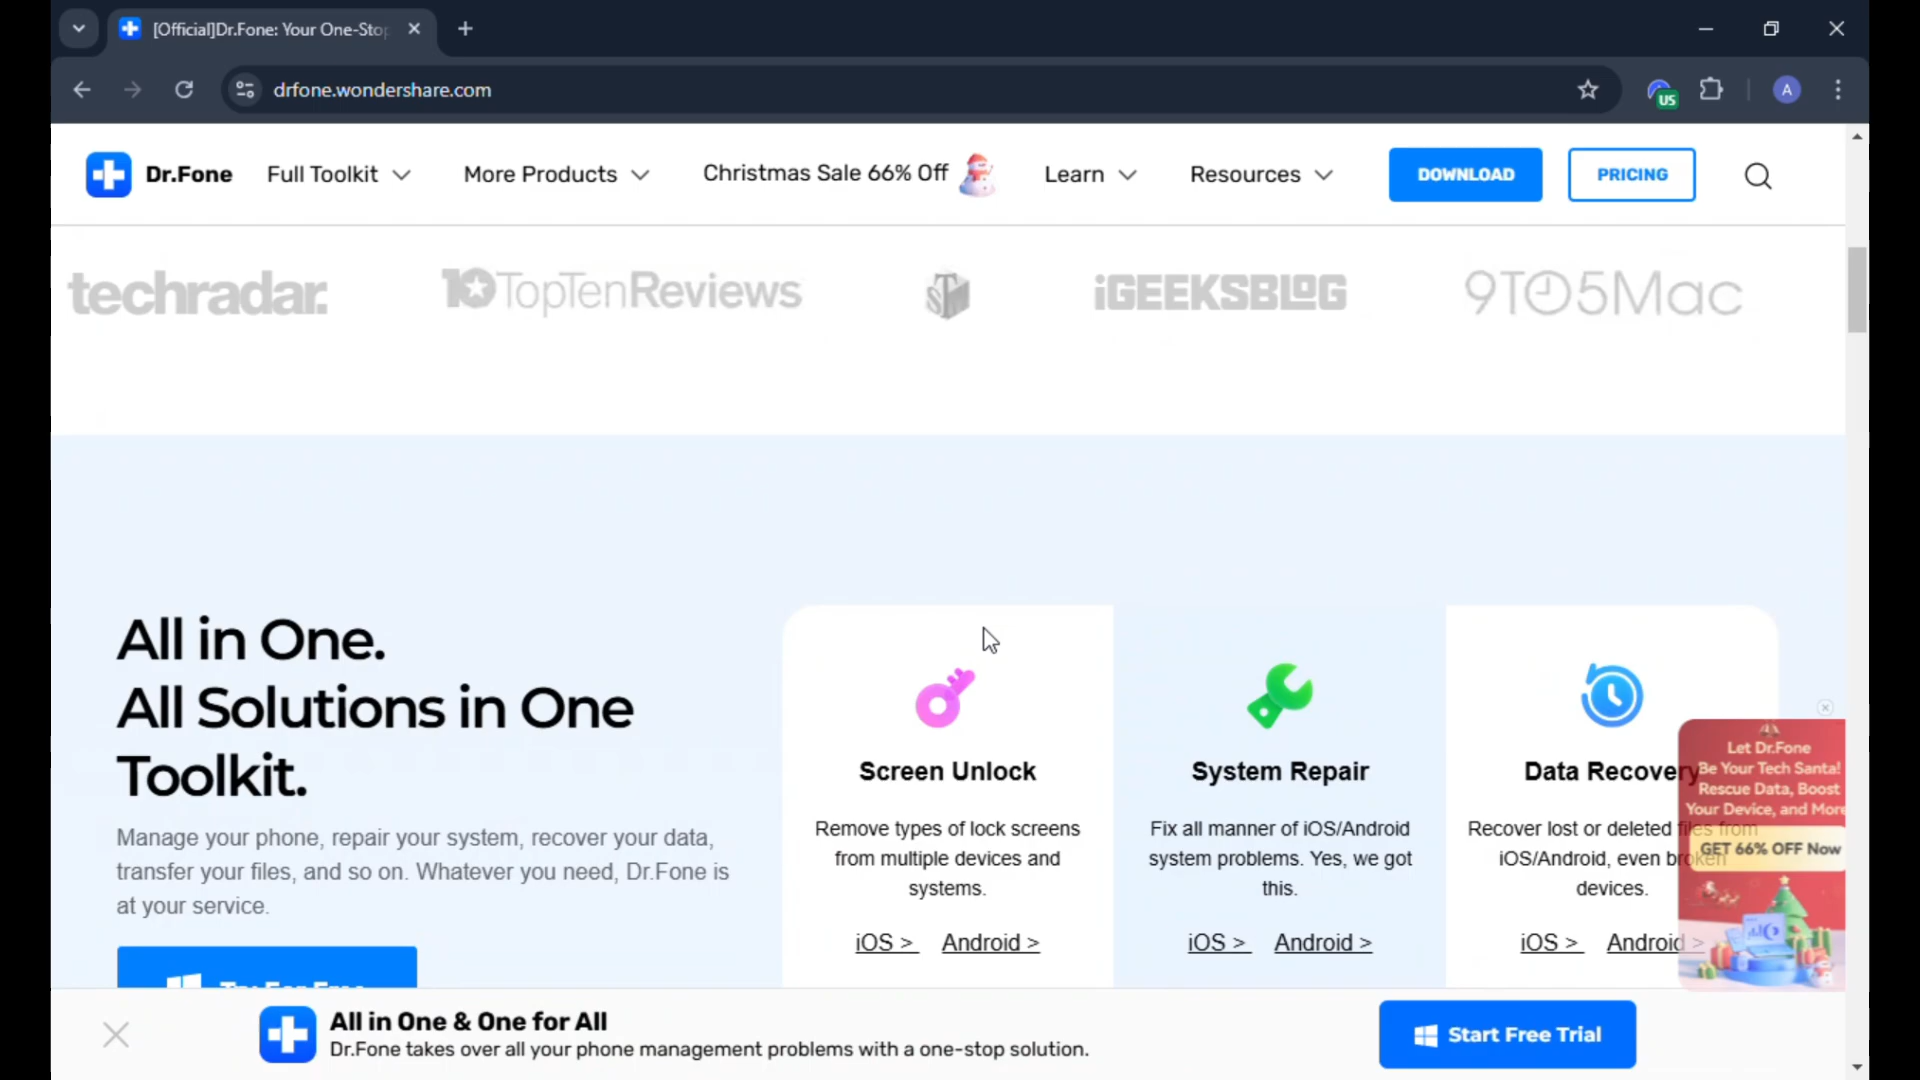 [Official]Dr.Fone: Your One-Stop
drfone.wondershare.com
US
A
Dr.Fone
Full Toolkit
More Products
Christmas Sale 66% Off
Learn
Resources
DOWNLOAD
PRICING
techradar.
10 TopTenReviews
ST
iGEEKSBLOG
9TO5Mac
All in One.
All Solutions in One
Toolkit.
Manage your phone, repair your system, recover your data,
transfer your files, and so on. Whatever you need, Dr.Fone is
at your service.
Try For Free
Screen Unlock
Remove types of lock screens
from multiple devices and
systems.
iOS >
Android >
System Repair
Fix all manner of iOS/Android
system problems. Yes, we got
this.
iOS >
Android >
Data Recovery
Recover lost or deleted files from
iOS/Android, even broken
devices.
iOS >
Android >
Let Dr.Fone
Be Your Tech Santa!
Rescue Data, Boost
Your Device, and More
GET 66% OFF Now
All in One & One for All
Dr.Fone takes over all your phone management problems with a one-stop solution.
Start Free Trial